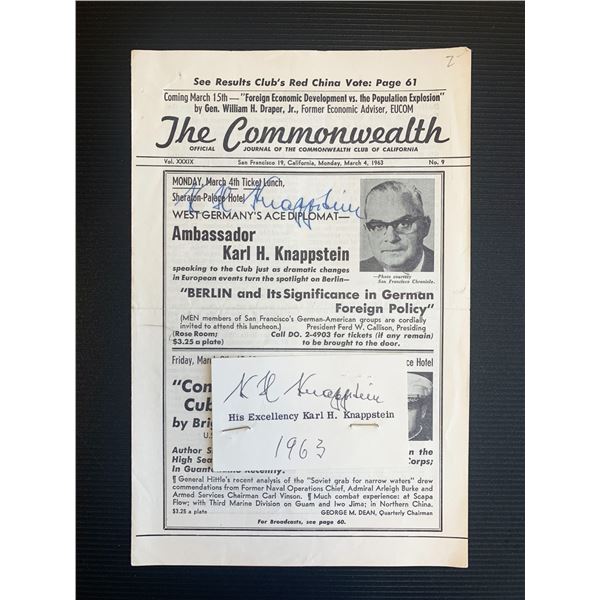 2-
See Results Club's Red China Vote: Page 61
Coming March 15th—"Foreign Economic Development vs. the Population Explosion"
by Gen. William H. Draper, Jr., Former Economic Adviser, EUCOM
The Commonwealth
OFFICIAL JOURNAL OF THE COMMONWEALTH CLUB OF CALIFORNIA
Vol. XXXIX San Francisco 19, California, Monday, March 4, 1963 No. 9
MONDAY, March 4th Ticket Lunch,
Sheraton-Palace Hotel
K H Knappstein
WEST GERMANY'S ACE DIPLOMAT—
Ambassador
Karl H. Knappstein
—Photo courtesy
San Francisco Chronicle.
speaking to the Club just as dramatic changes
in European events turn the spotlight on Berlin—
"BERLIN and Its Significance in German
Foreign Policy"
(MEN members of San Francisco's German-American groups are cordially
invited to attend this luncheon.) President Ferd W. Callison, Presiding
(Rose Room; Call DO. 2-4903 for tickets (if any remain)
$3.25 a plate) to be brought to the door.
Friday, Mar ce Hotel
"Con
Cub
by Brig
U.S
K H Knappstein
His Excellency Karl H. Knappstein
1963
Author S n the
High Sea Corps;
In Guant Recently.
¶ General Hittle's recent analysis of the "Soviet grab for narrow waters" drew
commendations from Former Naval Operations Chief, Admiral Arleigh Burke and
Armed Services Chairman Carl Vinson. ¶ Much combat experience: at Scapa
Flow; with Third Marine Division on Guam and Iwo Jima; in Northern China.
$3.25 a plate GEORGE M. DEAN, Quarterly Chairman
For Broadcasts, see page 60.